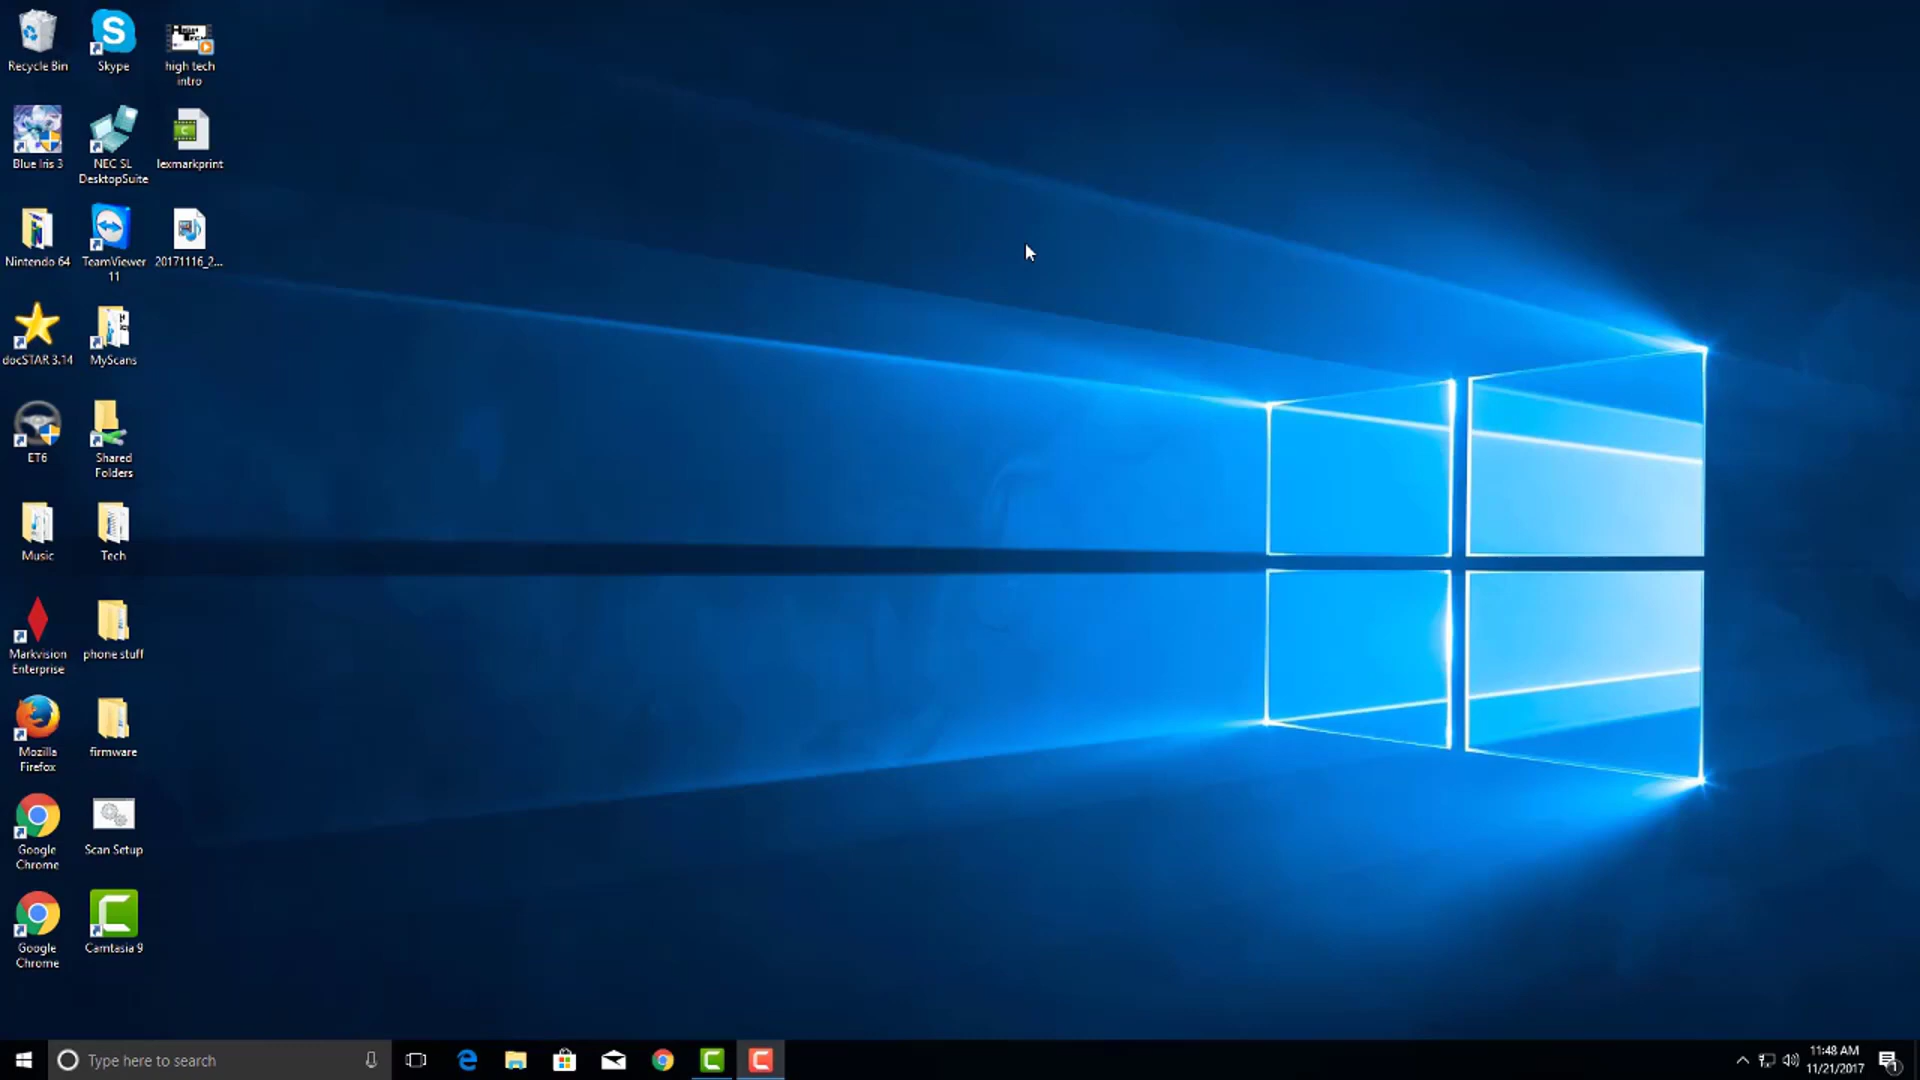 Recycle Bin
Skype
high tech
intro
Blue Iris 3
NEC SL
DesktopSuite
lexmarkprint
Nintendo 64
TeamViewer
11
20171116_2...
docSTAR 3.14
MyScans
ET6
Shared
Folders
Music
Tech
Markvision
Enterprise
phone stuff
Mozilla
Firefox
firmware
Google
Chrome
Scan Setup
Google
Chrome
Camtasia 9
Type here to search
11:48 AM
11/21/2017
1